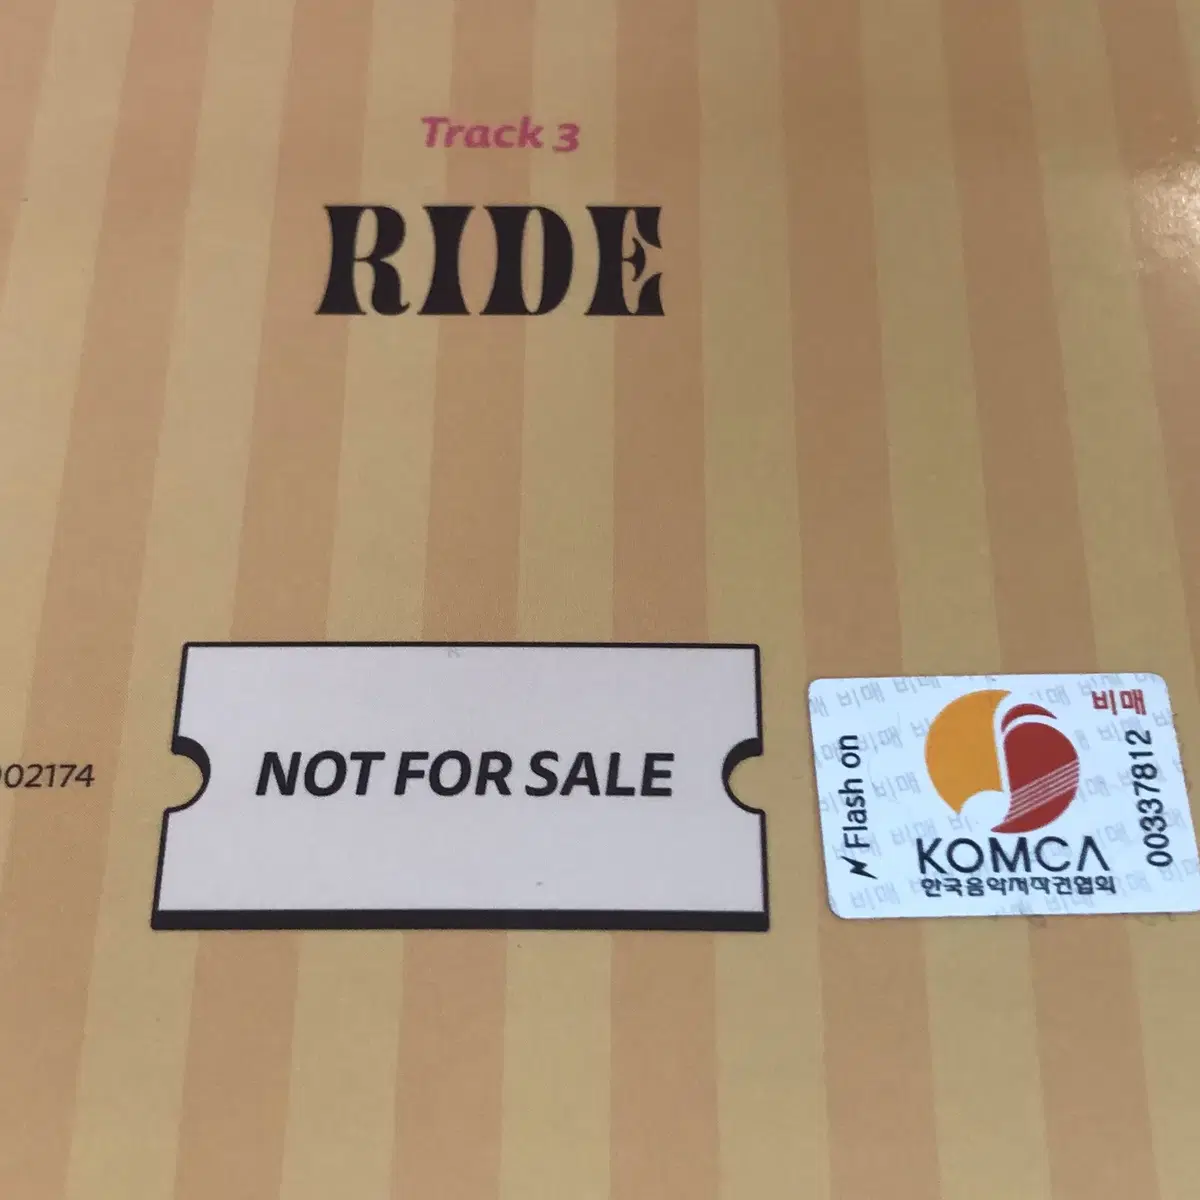 Track 3
RIDE
02174
NOT FOR SALE
비매
Flash on
00337812
KOMCA
한국음악저작권협회